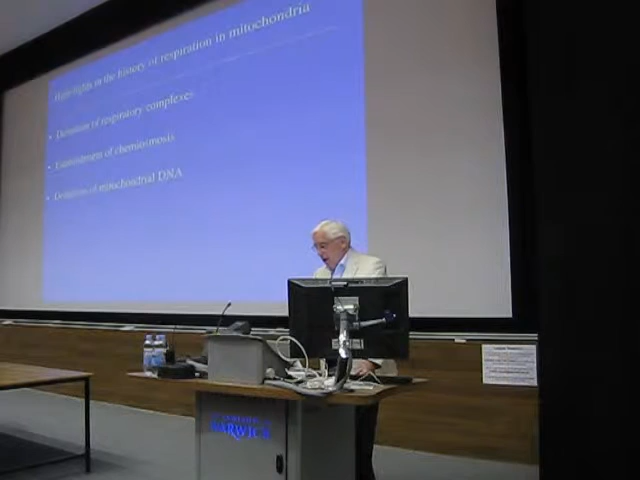 Highlights in the history of respiration in mitochondria
• Definition of respiratory complexes
• Establishment of chemiosmosis
• Definition of mitochondrial DNA
WARWICK